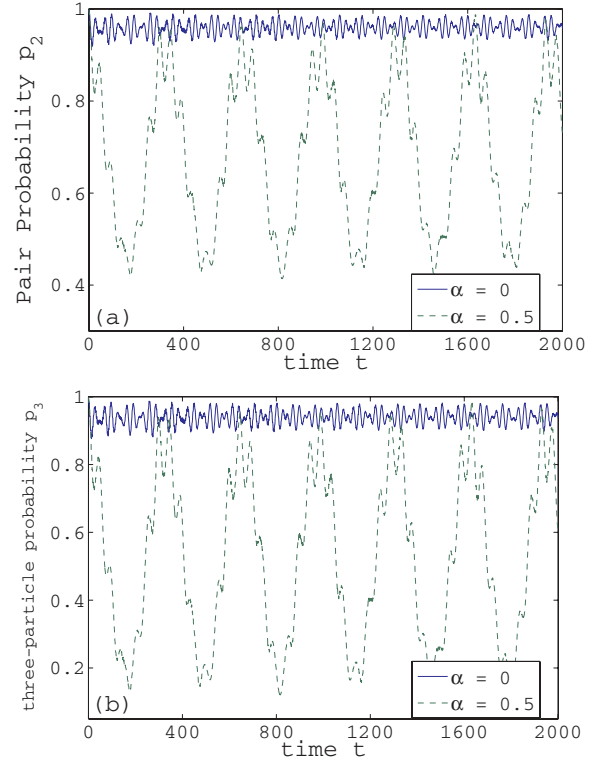 Pair Probability p2
1
0.8
0.6
0.4
(a)
α = 0
α = 0.5
0 400 800 1200 1600 2000
time t
three-particle probability p3
1
0.8
0.6
0.4
0.2
(b)
α = 0
α = 0.5
0 400 800 1200 1600 2000
time t